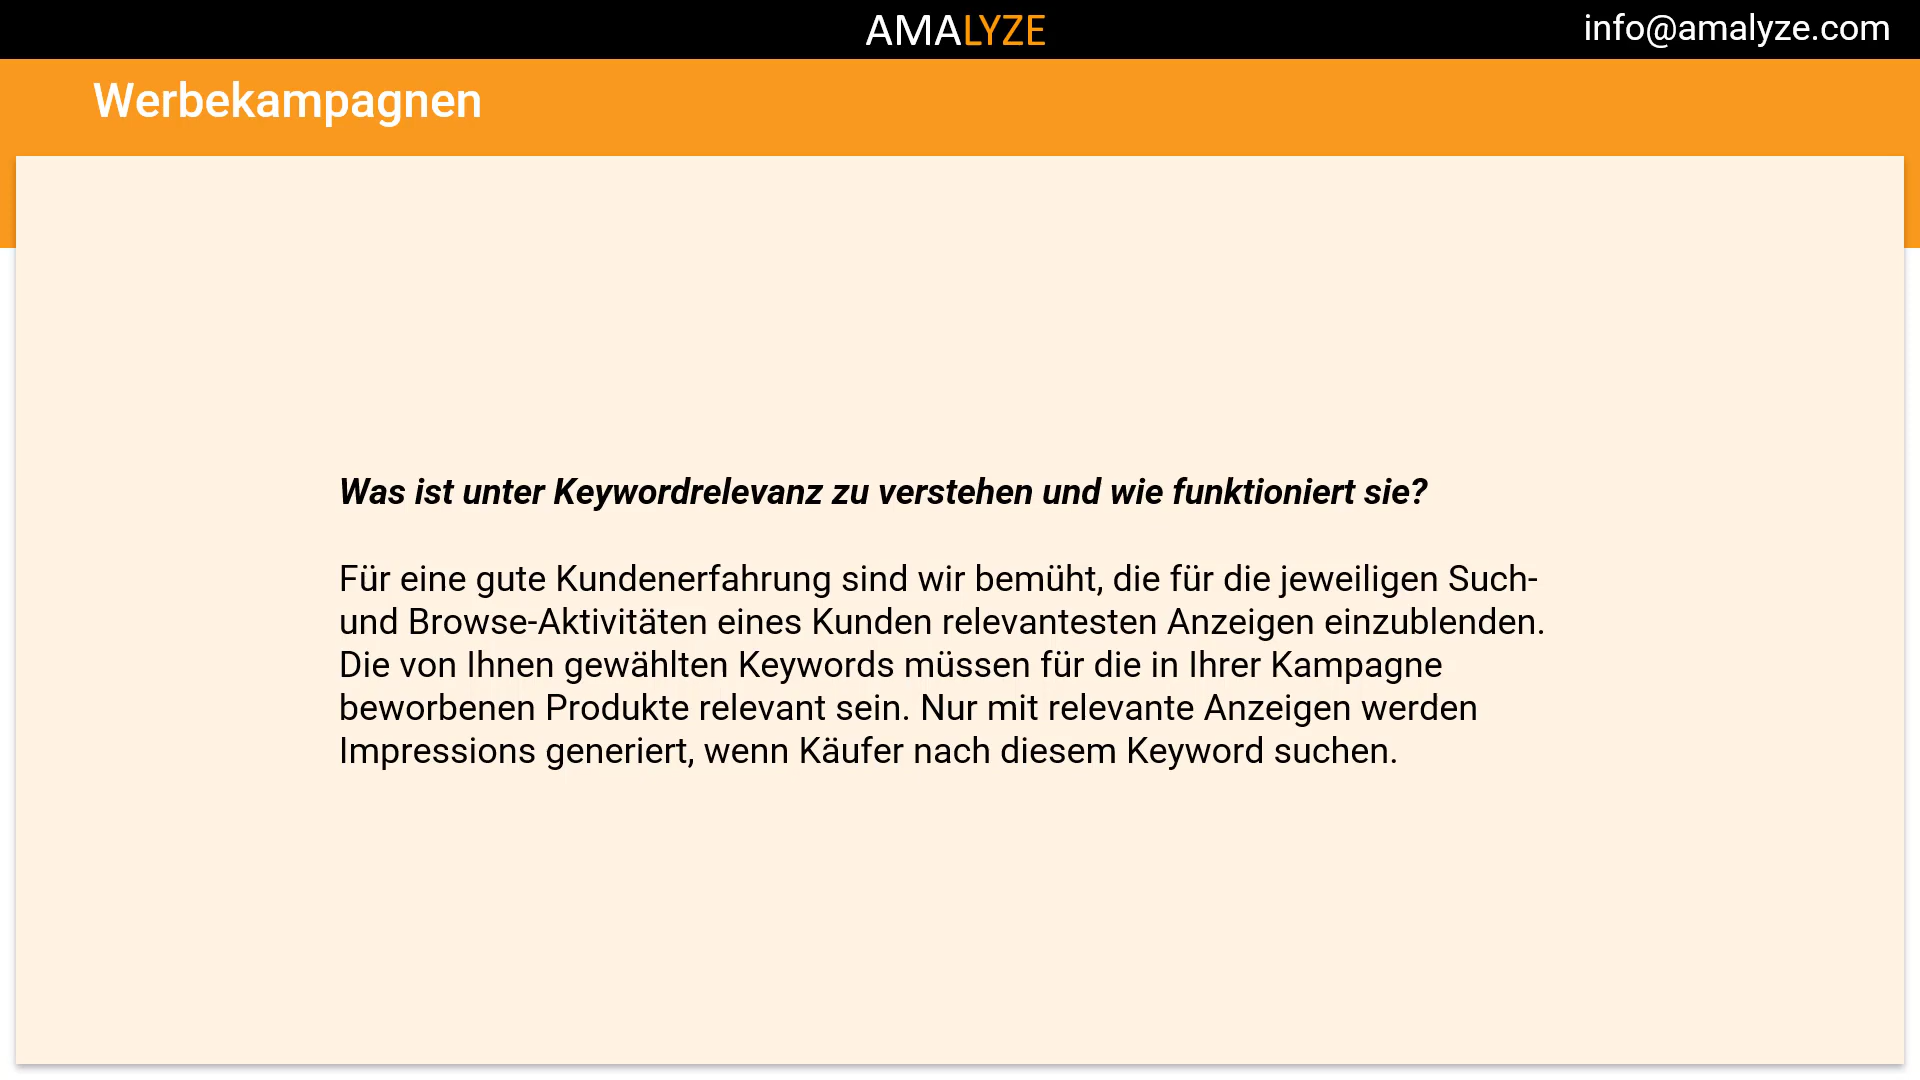 AMALYZE
info@amalyze.com
Werbekampagnen
Was ist unter Keywordrelevanz zu verstehen und wie funktioniert sie?
Für eine gute Kundenerfahrung sind wir bemüht, die für die jeweiligen Such-
und Browse-Aktivitäten eines Kunden relevantesten Anzeigen einzublenden.
Die von Ihnen gewählten Keywords müssen für die in Ihrer Kampagne
beworbenen Produkte relevant sein. Nur mit relevante Anzeigen werden
Impressions generiert, wenn Käufer nach diesem Keyword suchen.